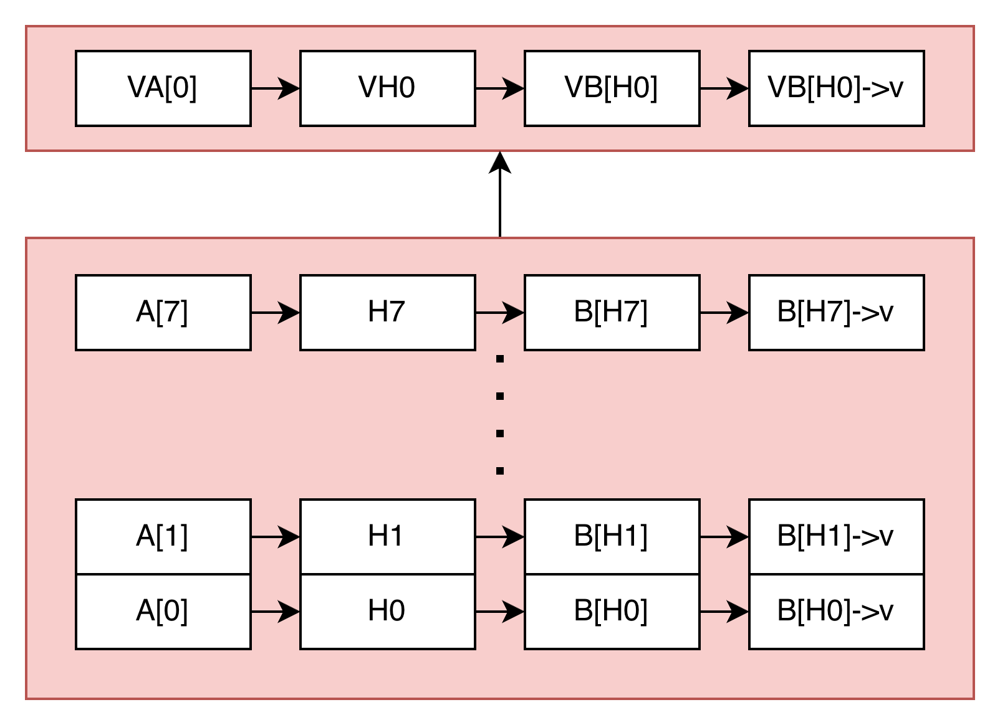 VA[0] VH0 VB[H0] VB[H0]->v
A[7] H7 B[H7] B[H7]->v
A[1] H1 B[H1] B[H1]->v
A[0] H0 B[H0] B[H0]->v